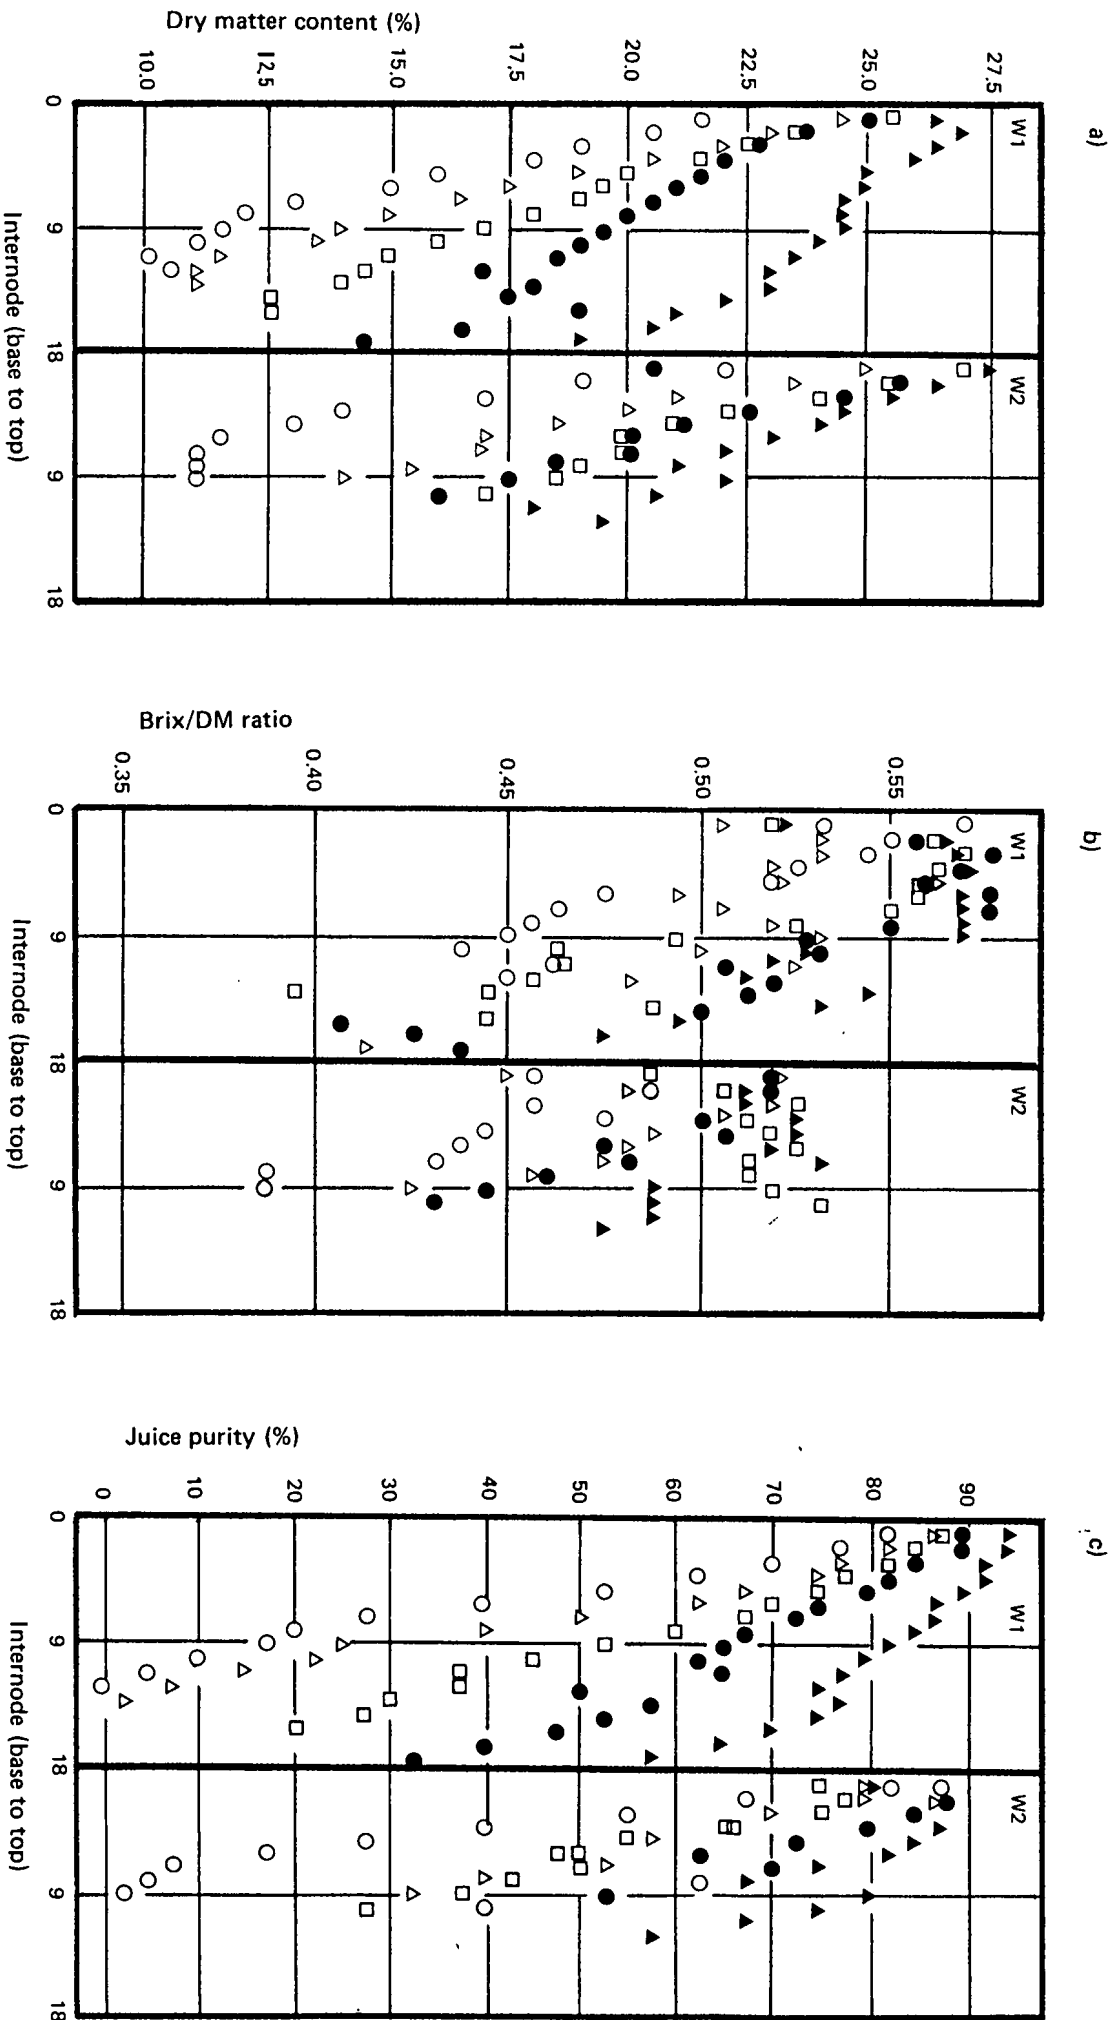 a)
Dry matter content (%)
27.5
25.0
22.5
20.0
17.5
15.0
12.5
10.0
W1
W2
0
9
18
9
18
Internode (base to top)
b)
Brix/DM ratio
0.55
0.50
0.45
0.40
0.35
W1
W2
0
9
18
9
18
Internode (base to top)
c)
Juice purity (%)
90
80
70
60
50
40
30
20
10
0
W1
W2
0
9
18
9
18
Internode (base to top)